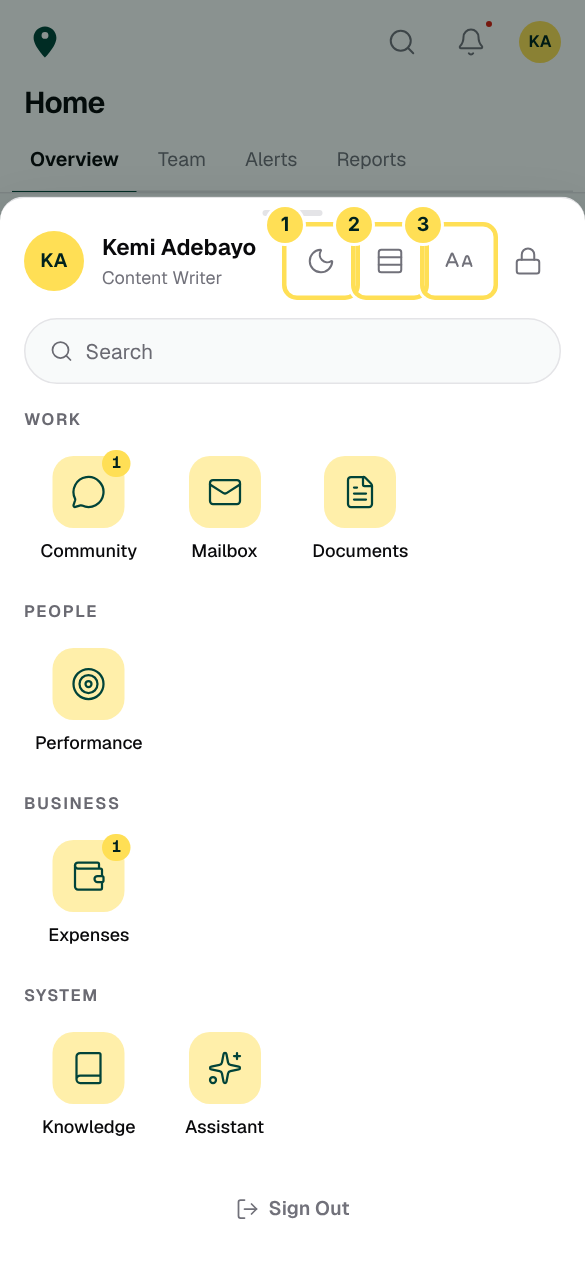 KA
Home
Overview Team Alerts Reports
1 2 3
KA Kemi Adebayo AA
Content Writer
Search
WORK
1
Community Mailbox Documents
PEOPLE
Performance
BUSINESS
1
Expenses
SYSTEM
Knowledge Assistant
Sign Out